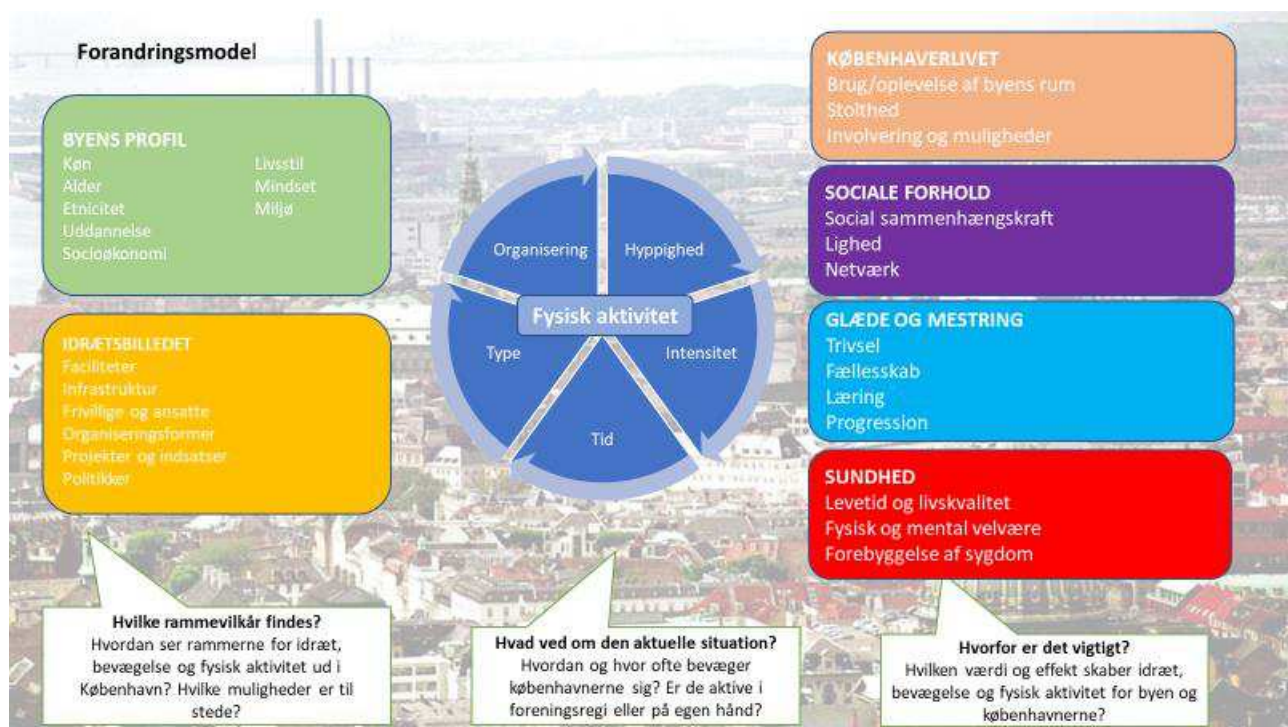 Forandringsmodel
BYENS PROFIL
Køn
Alder
Etnicitet
Uddannelse
Socioøkonomi
Livsstil
Mindset
Miljø
IDRÆTSBILLEDET
Faciliteter
Infrastruktur
Frivillige og ansatte
Organiseringsformer
Projekter og indsatser
Politikker
Hvilke rammevilkår findes?
Hvordan ser rammerne for idræt,
bevægelse og fysisk aktivitet ud i
København? Hvilke muligheder er til
stede?
Organisering
Hyppighed
Fysisk aktivitet
Type
Intensitet
Tid
Hvad ved om den aktuelle situation?
Hvordan og hvor ofte bevæger
københavnerne sig? Er de aktive i
foreningsregi eller på egen hånd?
KØBENHAVERLIVET
Brug/oplevelse af byens rum
Stolthed
Involvering og muligheder
SOCIALE FORHOLD
Social sammenhængskraft
Lighed
Netværk
GLÆDE OG MESTRING
Trivsel
Fællesskab
Læring
Progression
SUNDHED
Levetid og livskvalitet
Fysisk og mental velvære
Forebyggelse af sygdom
Hvorfor er det vigtigt?
Hvilken værdi og effekt skaber idræt,
bevægelse og fysisk aktivitet for byen og
københavnerne?